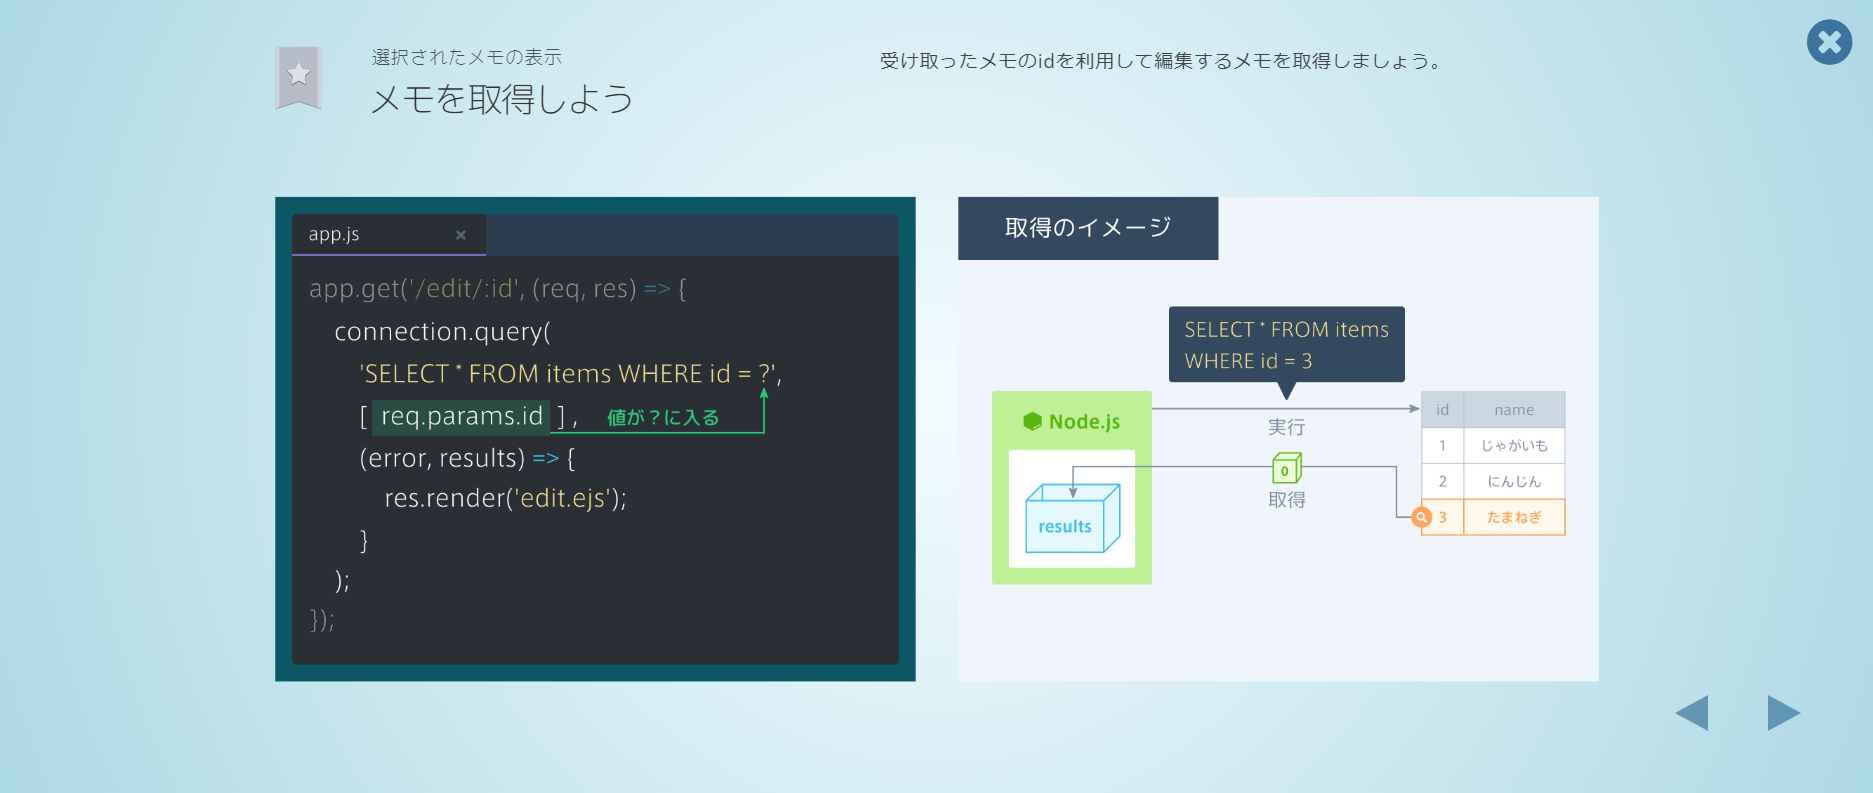 選択されたメモの表示
メモを取得しよう
受け取ったメモのidを利用して編集するメモを取得しましょう。
app.js ×
app.get('/edit/:id', (req, res) => {
connection.query(
'SELECT * FROM items WHERE id = ?',
[ req.params.id ] , 値が？に入る
(error, results) => {
res.render('edit.ejs');
}
);
});
取得のイメージ
SELECT * FROM items
WHERE id = 3
Node.js
実行
results
0
取得
id name
1 じゃがいも
2 にんじん
3 たまねぎ